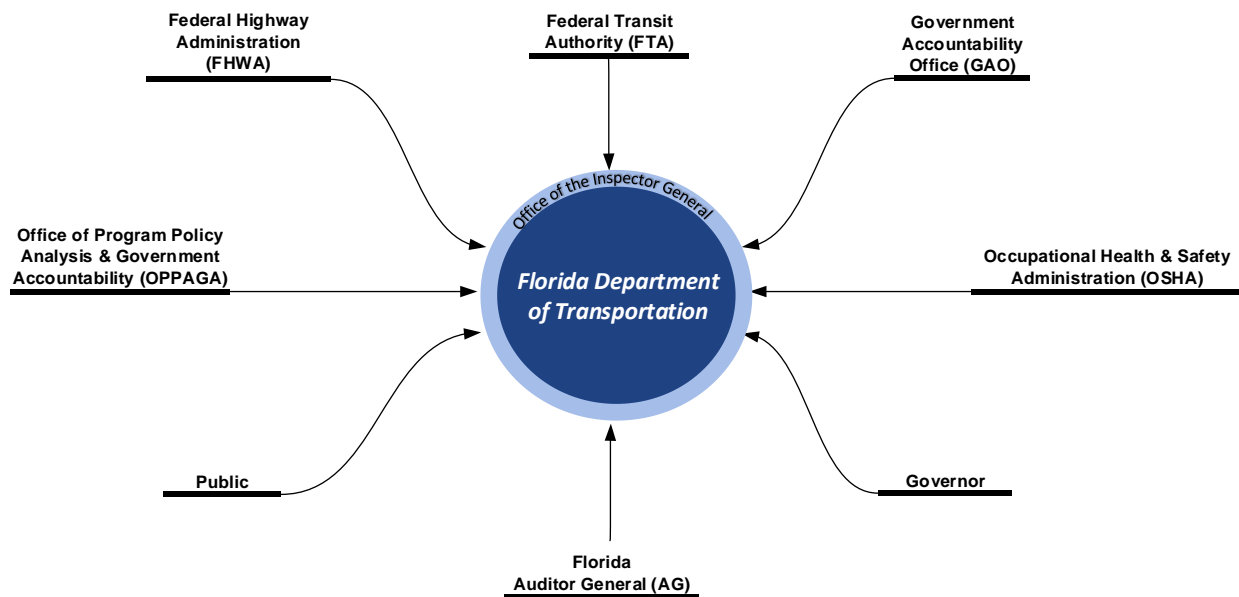 Federal Highway
Administration
(FHWA)
Federal Transit
Authority (FTA)
Government
Accountability
Office (GAO)
Office of the Inspector General
Office of Program Policy
Analysis & Government
Accountability (OPPAGA)
Florida Department
of Transportation
Occupational Health & Safety
Administration (OSHA)
Public
Governor
Florida
Auditor General (AG)